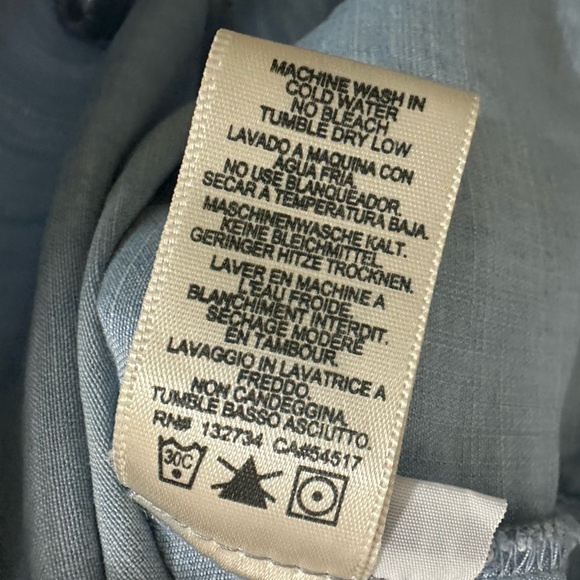 MACHINE WASH IN
COLD WATER
NO BLEACH
TUMBLE DRY LOW
LAVADO A MAQUINA CON
AGUA FRIA.
NO USE BLANQUEADOR.
SECAR A TEMPERATURA BAJA.
MASCHINENWASCHE KALT.
KEINE BLEICHMITTEL
GERINGER HITZE TROCKNEN.
LAVER EN MACHINE A
L'EAU FROIDE.
BLANCHIMENT INTERDIT.
SECHAGE MODERE
EN TAMBOUR.
LAVAGGIO IN LAVATRICE A
FREDDO.
NON CANDEGGINA.
TUMBLE BASSO ASCIUTTO.
RN# 132734 CA#54517
30C